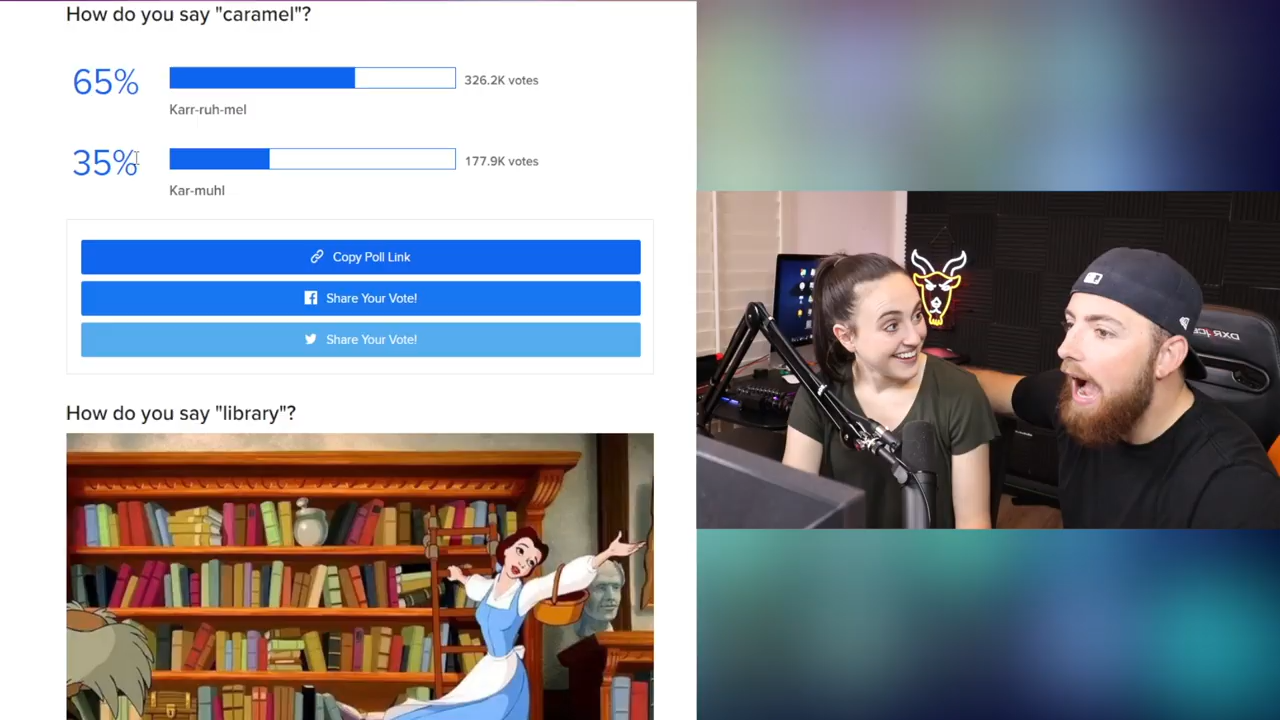 How do you say "caramel"?
65%
326.2K votes
Karr-ruh-mel
35%
177.9K votes
Kar-muhl
Copy Poll Link
Share Your Vote!
Share Your Vote!
How do you say "library"?